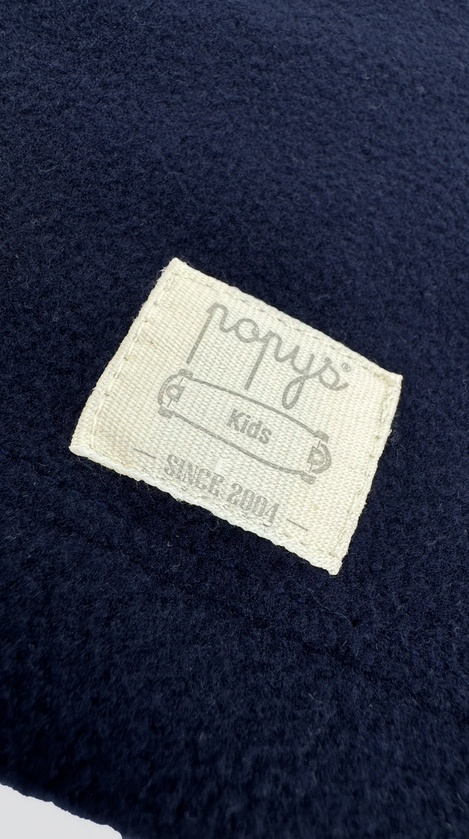 popys®
Kids
— SINCE 2004 —